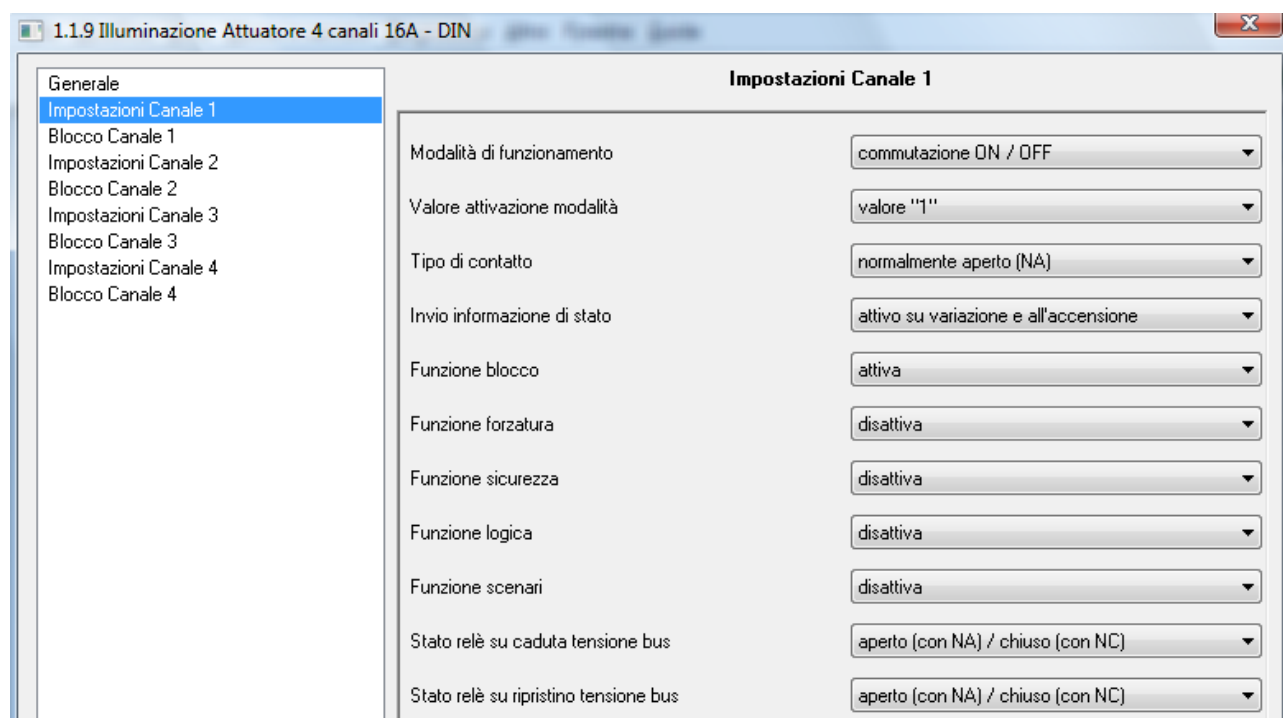 1.1.9 Illuminazione Attuatore 4 canali 16A - DIN
Generale
Impostazioni Canale 1
Blocco Canale 1
Impostazioni Canale 2
Blocco Canale 2
Impostazioni Canale 3
Blocco Canale 3
Impostazioni Canale 4
Blocco Canale 4
Impostazioni Canale 1
Modalità di funzionamento commutazione ON / OFF
Valore attivazione modalità valore "1"
Tipo di contatto normalmente aperto (NA)
Invio informazione di stato attivo su variazione e all'accensione
Funzione blocco attiva
Funzione forzatura disattiva
Funzione sicurezza disattiva
Funzione logica disattiva
Funzione scenari disattiva
Stato relè su caduta tensione bus aperto (con NA) / chiuso (con NC)
Stato relè su ripristino tensione bus aperto (con NA) / chiuso (con NC)